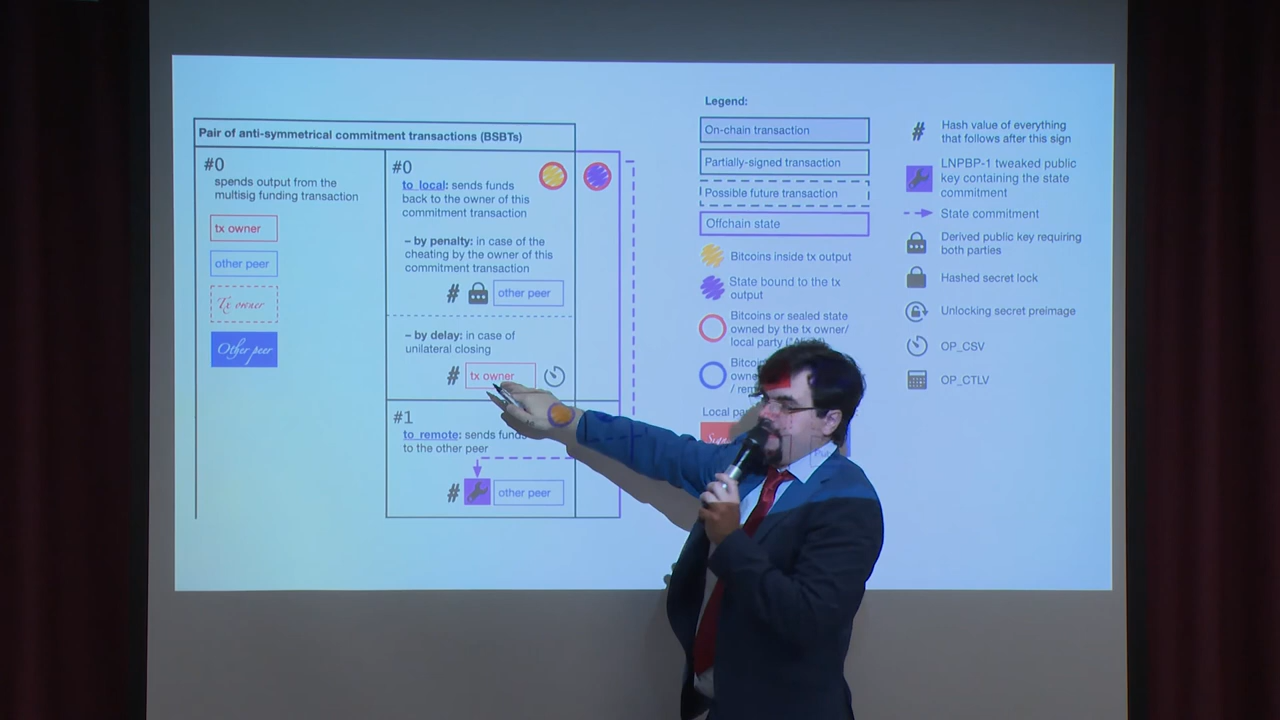 Pair of anti-symmetrical commitment transactions (BSBTs)
#0
spends output from the
multisig funding transaction
tx owner
other peer
Tx owner
Other peer
#0
to_local: sends funds
back to the owner of this
commitment transaction
– by penalty: in case of the
cheating by the owner of this
commitment transaction
#
other peer
– by delay: in case of
unilateral closing
#
tx owner
#1
to_remote: sends funds
to the other peer
#
other peer
Legend:
On-chain transaction
Partially-signed transaction
Possible future transaction
Offchain state
Bitcoins inside tx output
State bound to the tx
output
Bitcoins or sealed state
owned by the tx owner/
local party
Local
#
Hash value of everything
that follows after this sign
LNPBP-1 tweaked public
key containing the state
commitment
State commitment
Derived public key requiring
both parties
Hashed secret lock
Unlocking secret preimage
OP_CSV
OP_CTLV